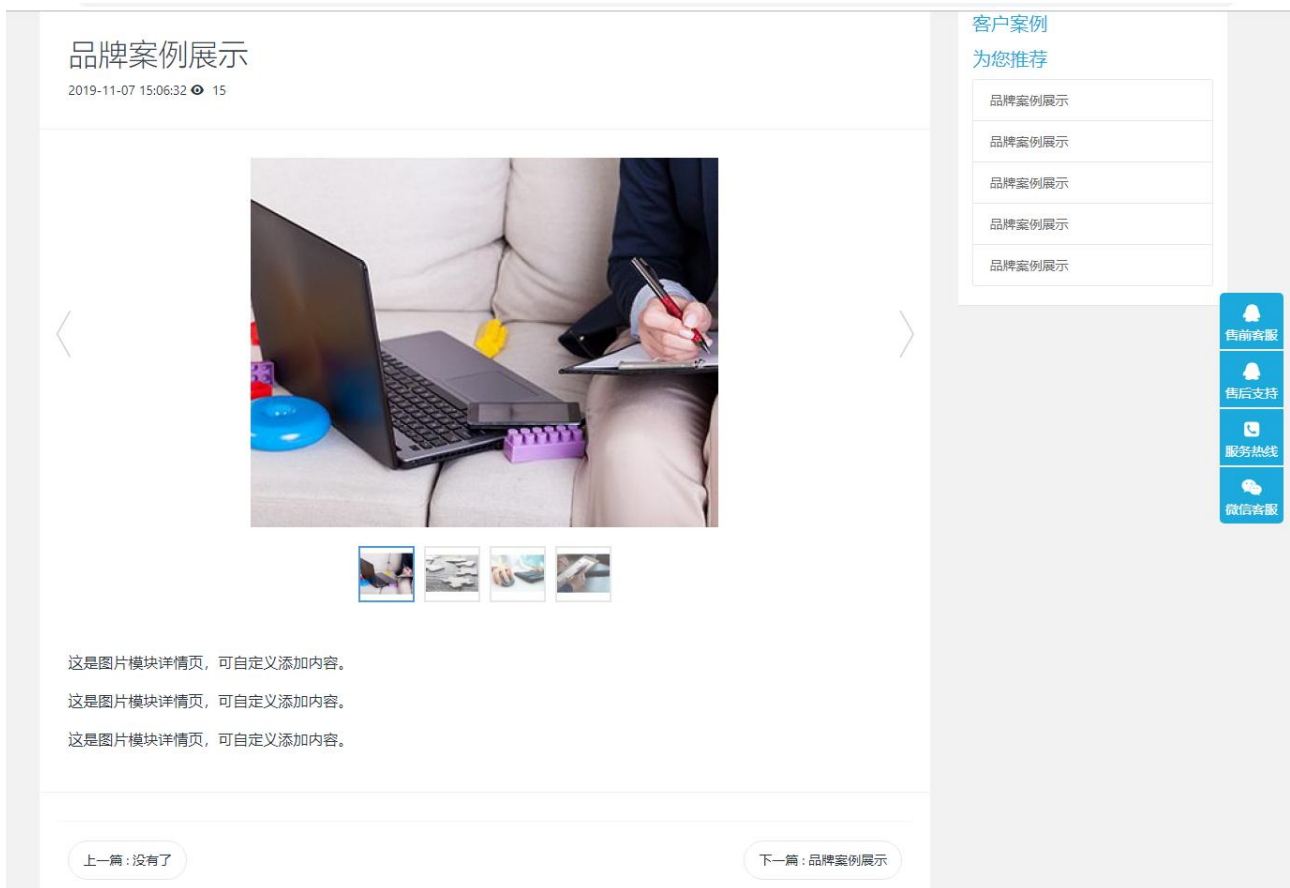 品牌案例展示
2019-11-07 15:06:32 15
这是图片模块详情页，可自定义添加内容。
这是图片模块详情页，可自定义添加内容。
这是图片模块详情页，可自定义添加内容。
上一篇 : 没有了
下一篇 : 品牌案例展示
客户案例
为您推荐
品牌案例展示
品牌案例展示
品牌案例展示
品牌案例展示
品牌案例展示
售前客服
售后支持
服务热线
微信客服